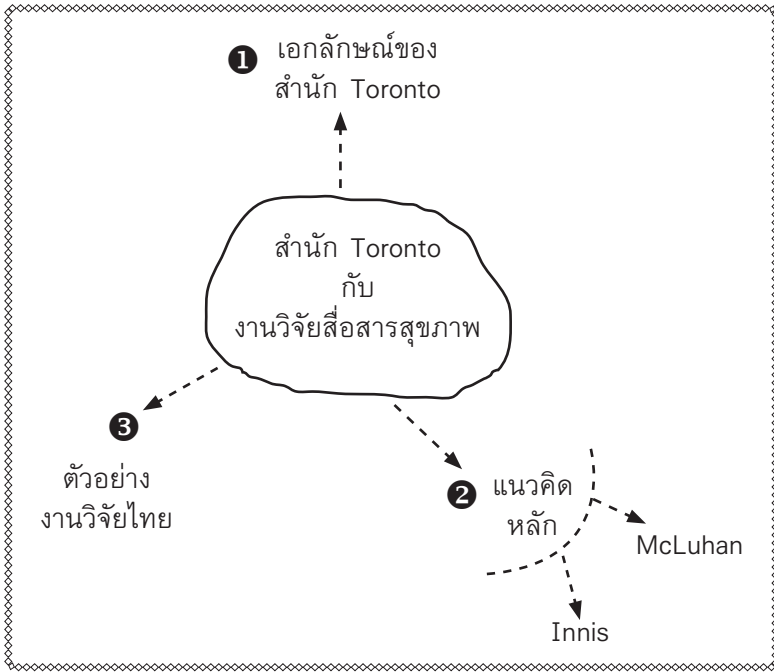 ❶ เอกลักษณ์ของ
สำนัก Toronto
สำนัก Toronto
กับ
งานวิจัยสื่อสารสุขภาพ
❷ แนวคิด
หลัก
McLuhan
Innis
❸
ตัวอย่าง
งานวิจัยไทย